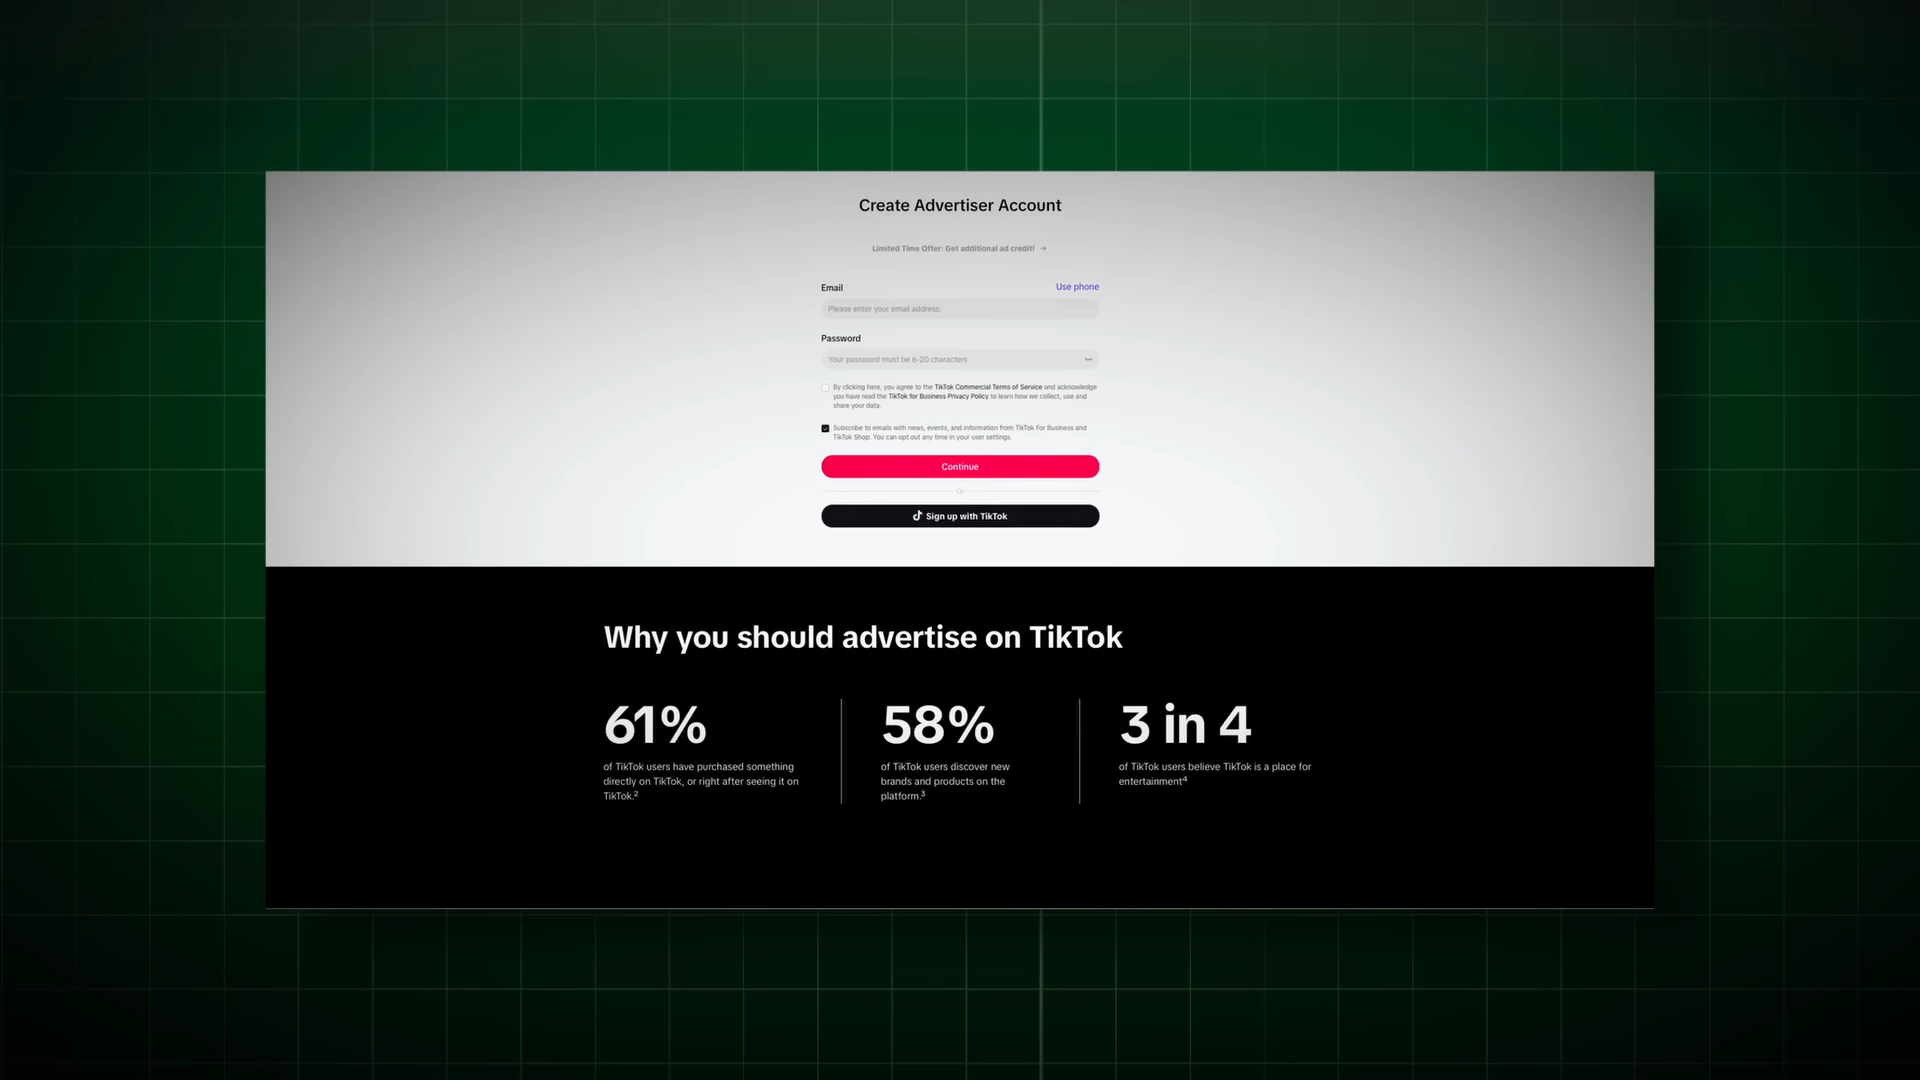 Create Advertiser Account
Limited Time Offer: Get additional ad credit! →
Email
Use phone
Please enter your email address.
Password
Your password must be 6-20 characters
By clicking here, you agree to the TikTok Commercial Terms of Service and acknowledge
you have read the TikTok for Business Privacy Policy to learn how we collect, use and
share your data.
Subscribe to emails with news, events, and information from TikTok For Business and
TikTok Shop. You can opt out any time in your user settings.
Continue
Or
Sign up with TikTok
Why you should advertise on TikTok
61%
of TikTok users have purchased something
directly on TikTok, or right after seeing it on
TikTok.²
58%
of TikTok users discover new
brands and products on the
platform.³
3 in 4
of TikTok users believe TikTok is a place for
entertainment⁴